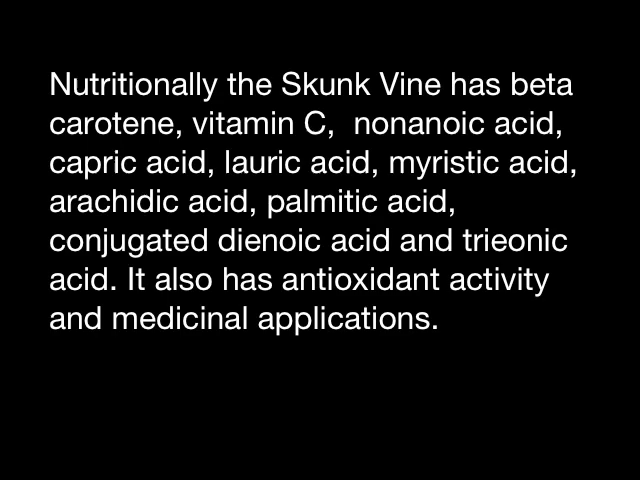 Nutritionally the Skunk Vine has beta
carotene, vitamin C,  nonanoic acid,
capric acid, lauric acid, myristic acid,
arachidic acid, palmitic acid,
conjugated dienoic acid and trieonic
acid. It also has antioxidant activity
and medicinal applications.